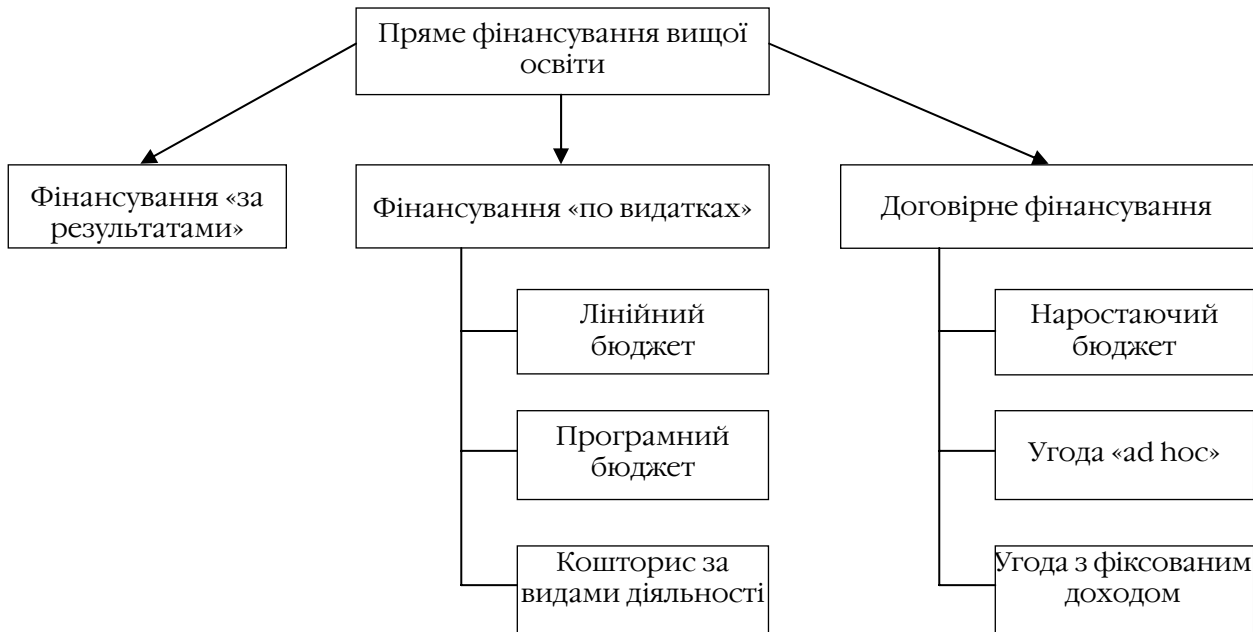 Пряме фінансування вищої
освіти
Фінансування «за
результатами»
Фінансування «по видатках»
Договірне фінансування
Лінійний
бюджет
Програмний
бюджет
Кошторис за
видами діяльності
Наростаючий
бюджет
Угода «ad hoc»
Угода з фіксованим
доходом